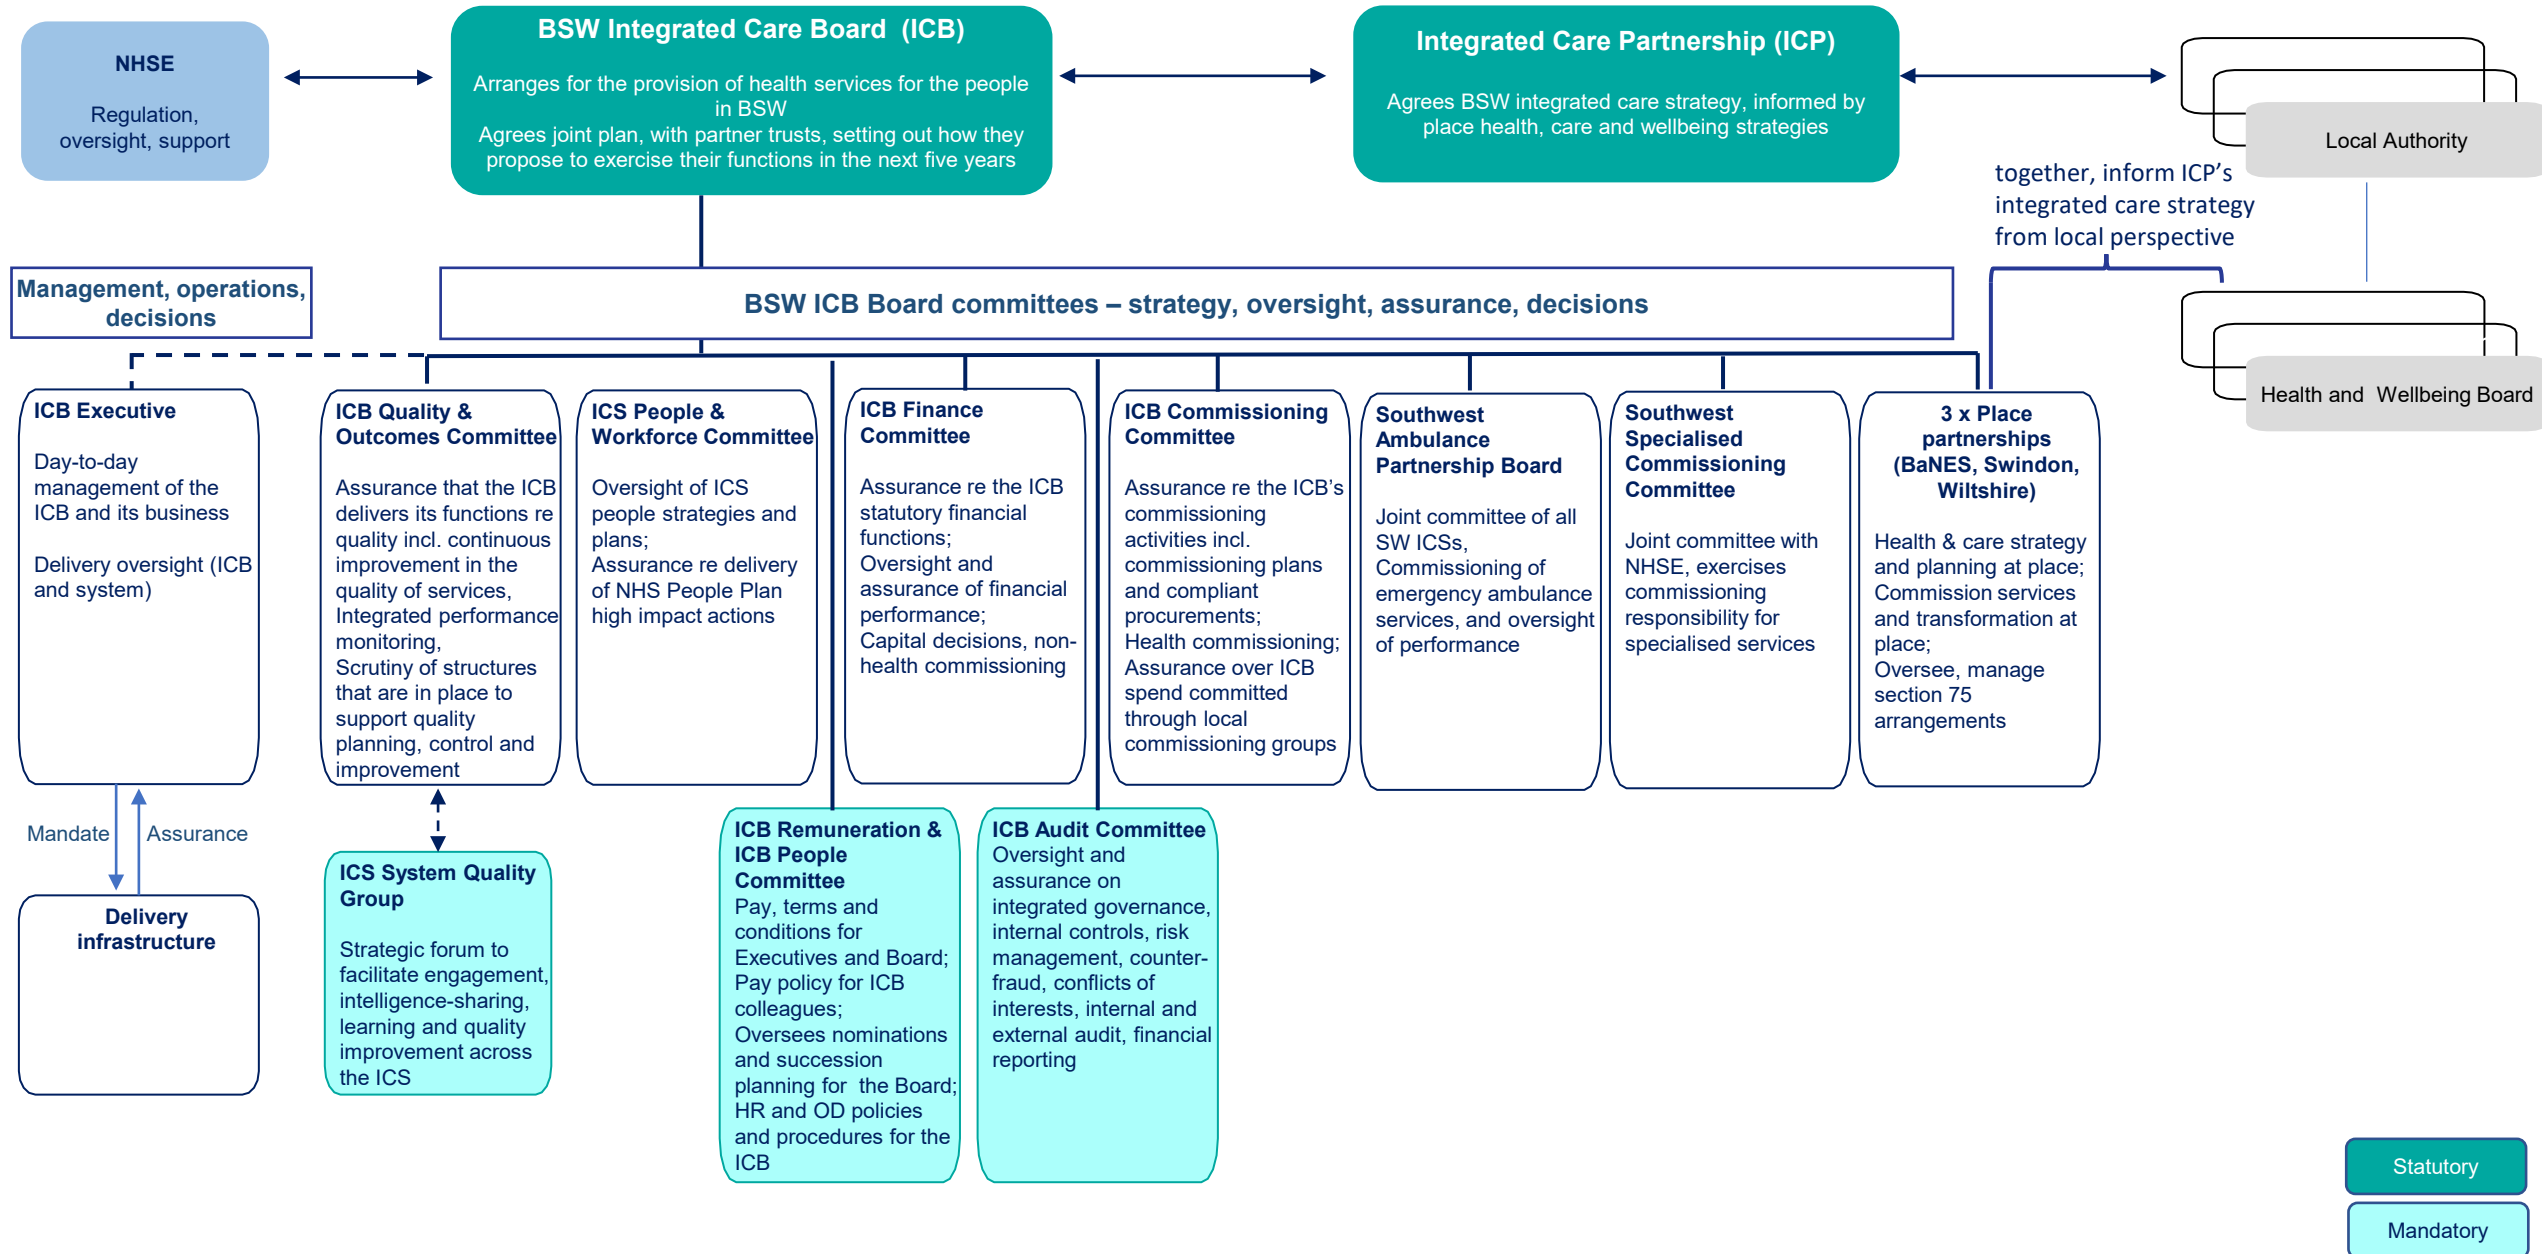 NHSE
Regulation,
oversight, support
BSW Integrated Care Board  (ICB)
Arranges for the provision of health services for the people
in BSW
Agrees joint plan, with partner trusts, setting out how they
propose to exercise their functions in the next five years
Integrated Care Partnership (ICP)
Agrees BSW integrated care strategy, informed by
place health, care and wellbeing strategies
Local Authority
together, inform ICP’s
integrated care strategy
from local perspective
Management, operations,
decisions
BSW ICB Board committees – strategy, oversight, assurance, decisions
Health and  Wellbeing Board
ICB Executive
Day-to-day
management of the
ICB and its business
Delivery oversight (ICB
and system)
ICB Quality &
Outcomes Committee
Assurance that the ICB
delivers its functions re
quality incl. continuous
improvement in the
quality of services,
Integrated performance
monitoring,
Scrutiny of structures
that are in place to
support quality
planning, control and
improvement
ICS People &
Workforce Committee
Oversight of ICS
people strategies and
plans;
Assurance re delivery
of NHS People Plan
high impact actions
ICB Finance
Committee
Assurance re the ICB
statutory financial
functions;
Oversight and
assurance of financial
performance;
Capital decisions, non-
health commissioning
ICB Commissioning
Committee
Assurance re the ICB’s
commissioning
activities incl.
commissioning plans
and compliant
procurements;
Health commissioning;
Assurance over ICB
spend committed
through local
commissioning groups
Southwest
Ambulance
Partnership Board
Joint committee of all
SW ICSs,
Commissioning of
emergency ambulance
services, and oversight
of performance
Southwest
Specialised
Commissioning
Committee
Joint committee with
NHSE, exercises
commissioning
responsibility for
specialised services
3 x Place
partnerships
(BaNES, Swindon,
Wiltshire)
Health & care strategy
and planning at place;
Commission services
and transformation at
place;
Oversee, manage
section 75
arrangements
Mandate
Assurance
Delivery
infrastructure
ICS System Quality
Group
Strategic forum to
facilitate engagement,
intelligence-sharing,
learning and quality
improvement across
the ICS
ICB Remuneration &
ICB People
Committee
Pay, terms and
conditions for
Executives and Board;
Pay policy for ICB
colleagues;
Oversees nominations
and succession
planning for  the Board;
HR and OD policies
and procedures for the
ICB
ICB Audit Committee
Oversight and
assurance on
integrated governance,
internal controls, risk
management, counter-
fraud, conflicts of
interests, internal and
external audit, financial
reporting
Statutory
Mandatory